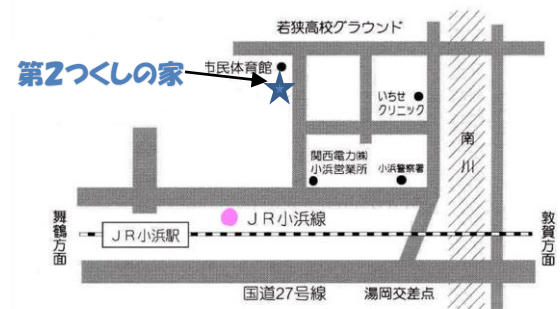 若狭高校グラウンド
市民体育館
第2つくしの家
いちせ
クリニック
関西電力㈱
小浜営業所
小浜警察署
南川
舞鶴方面
JR小浜線
敦賀方面
JR小浜駅
国道27号線
湯岡交差点